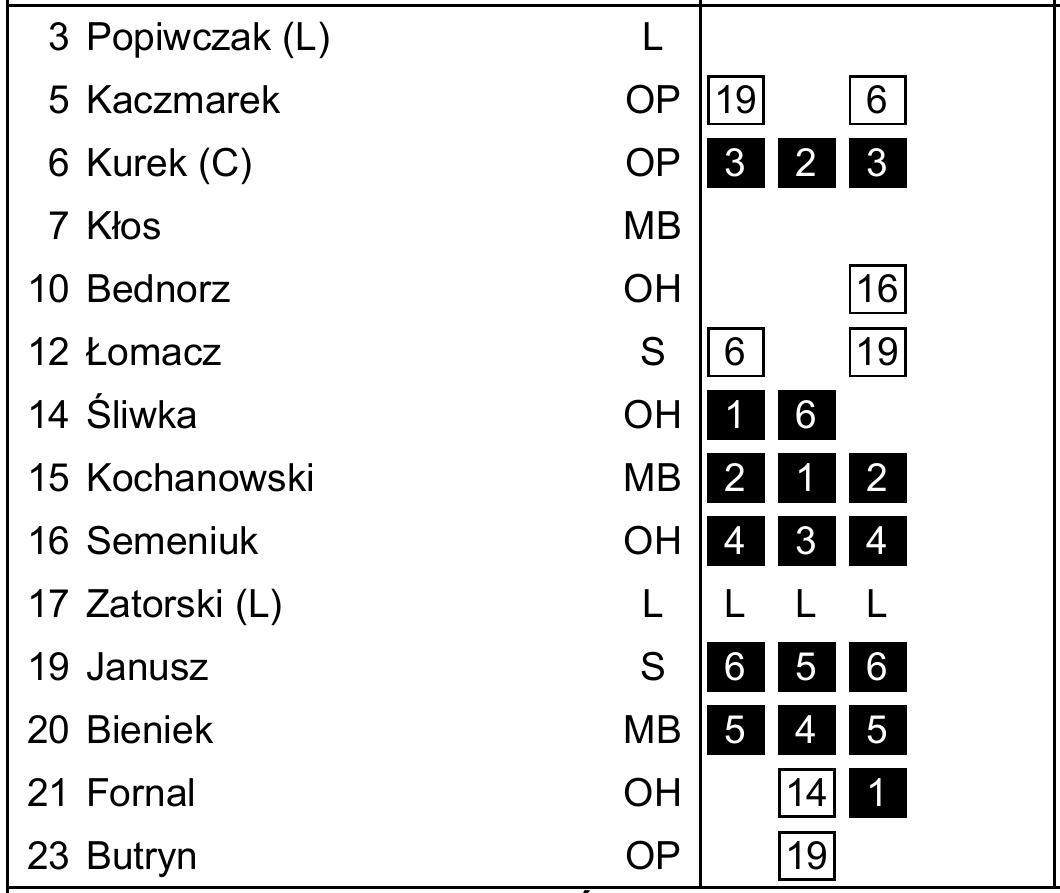 3 Popiwczak (L) L
5 Kaczmarek OP 19 6
6 Kurek (C) OP 3 2 3
7 Kłos MB
10 Bednorz OH 16
12 Łomacz S 6 19
14 Śliwka OH 1 6
15 Kochanowski MB 2 1 2
16 Semeniuk OH 4 3 4
17 Zatorski (L) L L L L
19 Janusz S 6 5 6
20 Bieniek MB 5 4 5
21 Fornal OH 14 1
23 Butryn OP 19